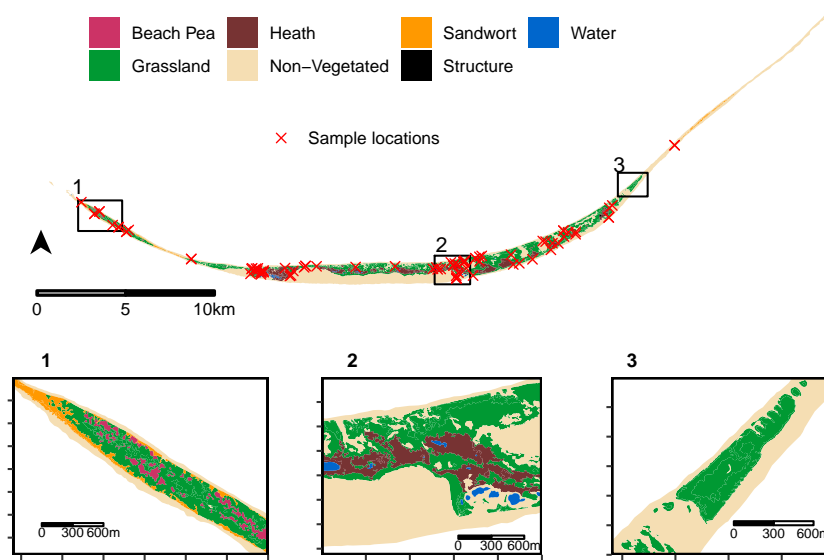 Beach Pea Heath Sandwort Water
Grassland Non−Vegetated Structure
Sample locations
1
2
3
0 5 10km
1 2 3
0 300 600m
0 300 600m
0 300 600m